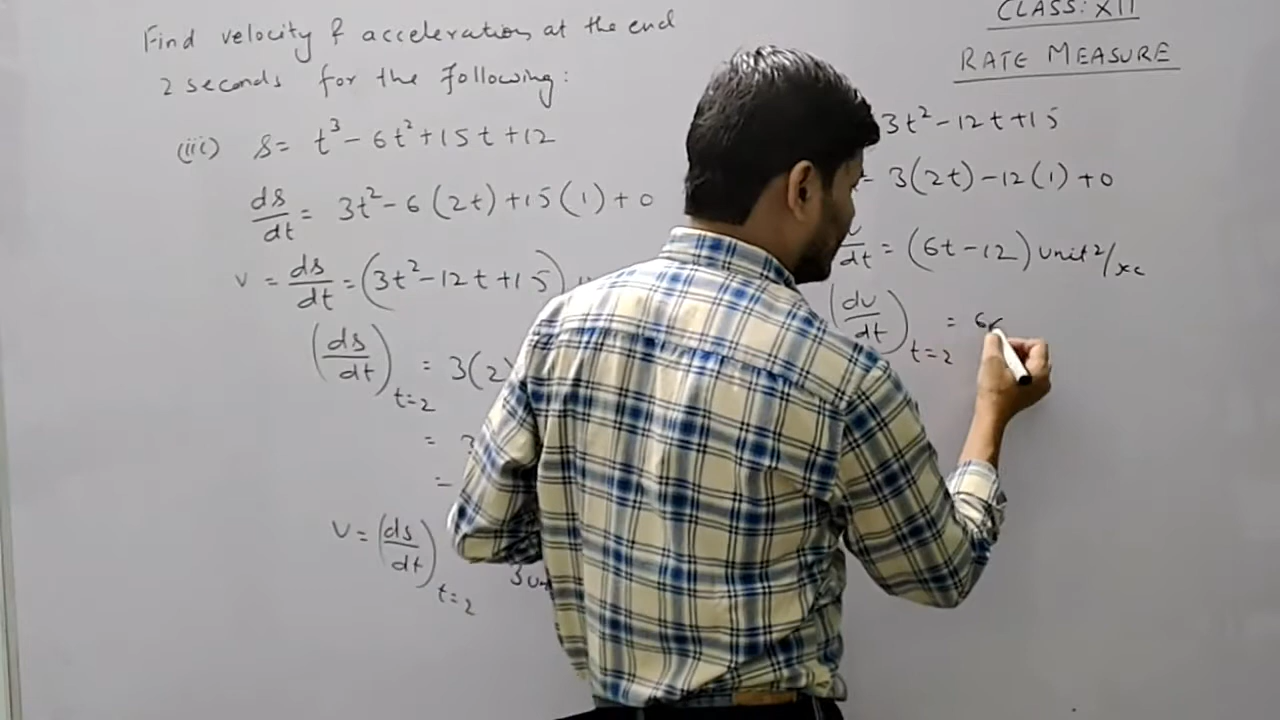 Find velocity & acceleration at the end
2 seconds for the following:
(iii) s = t³ - 6t² + 15t + 12
ds/dt = 3t² - 6(2t) + 15(1) + 0
v = ds/dt = (3t² - 12t + 15)
(ds/dt)t=2 = 3(2)
=
=
v = (ds/dt)t=2
3
CLASS: XII
RATE MEASURE
3t² - 12t + 15
= 3(2t) - 12(1) + 0
dt = (6t - 12) unit²/sec
(dv/dt)t=2 = 6(